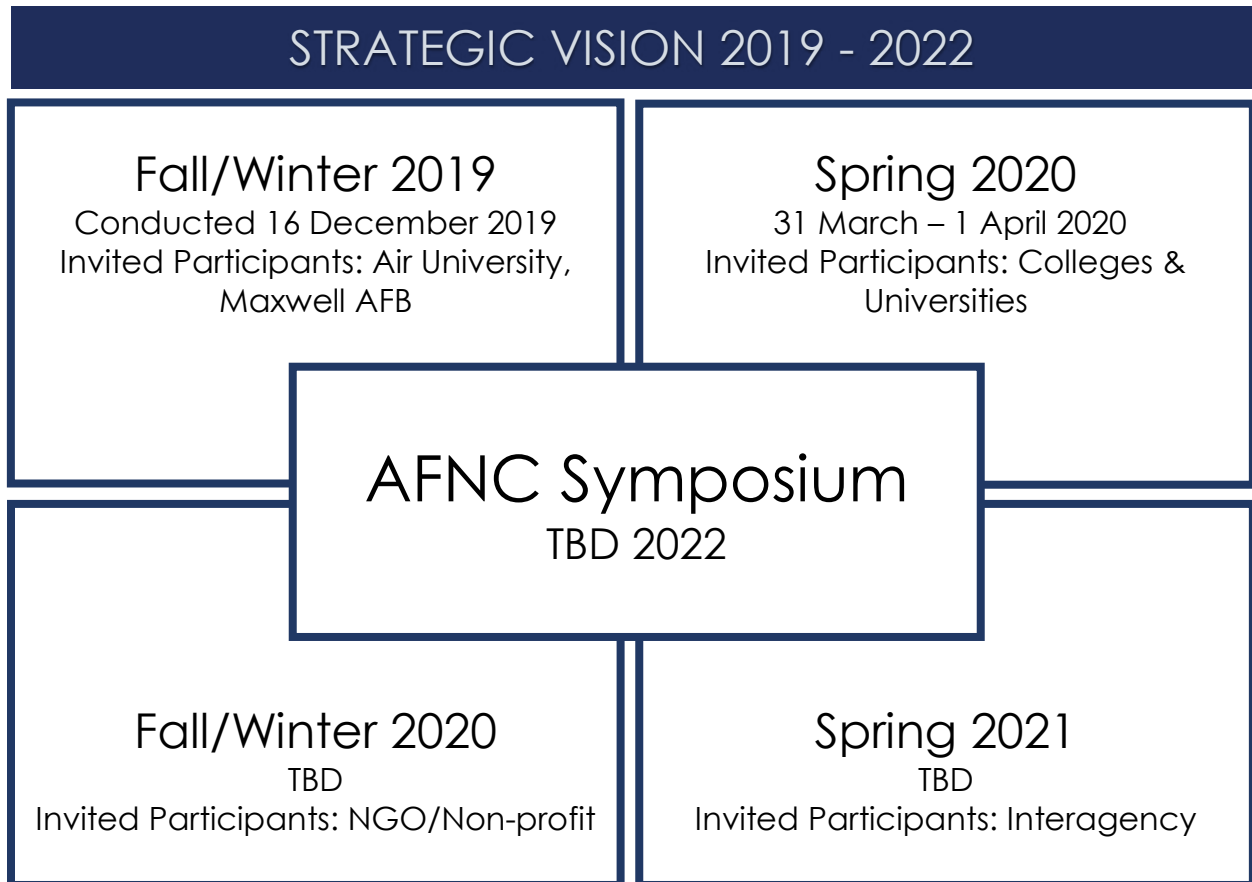 STRATEGIC VISION 2019 - 2022
Fall/Winter 2019
Conducted 16 December 2019
Invited Participants: Air University,
Maxwell AFB
Spring 2020
31 March – 1 April 2020
Invited Participants: Colleges &
Universities
AFNC Symposium
TBD 2022
Fall/Winter 2020
TBD
Invited Participants: NGO/Non-profit
Spring 2021
TBD
Invited Participants: Interagency